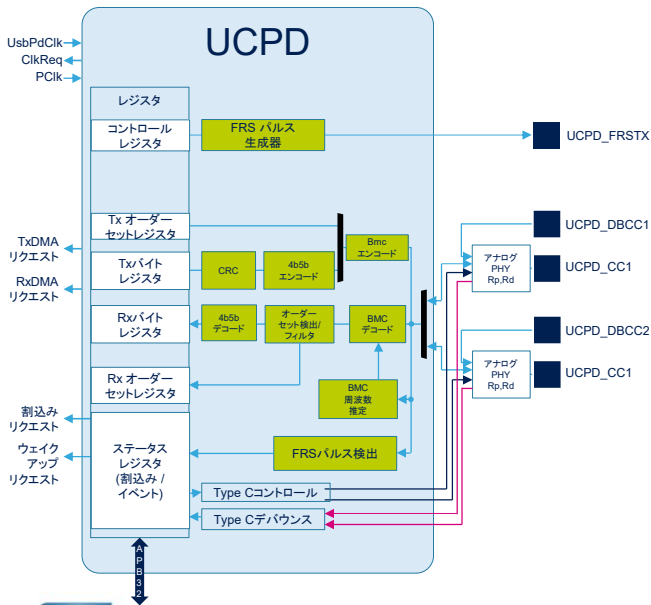 UCPD
UsbPdClk
ClkReq
PClk
レジスタ
コントロール
レジスタ
FRS パルス
生成器
UCPD_FRSTX
Tx オーダー
セットレジスタ
Bmc
エンコード
UCPD_DBCC1
TxDMA
リクエスト
Txバイト
レジスタ
CRC
4b5b
エンコード
アナログ
PHY
Rp,Rd
UCPD_CC1
RxDMA
リクエスト
Rxバイト
レジスタ
4b5b
デコード
オーダー
セット検出/
フィルタ
BMC
デコード
UCPD_DBCC2
Rx オーダー
セットレジスタ
BMC
周波数
推定
アナログ
PHY
Rp,Rd
UCPD_CC1
割込み
リクエスト
ウェイク
アップ
リクエスト
ステータス
レジスタ
(割込み /
イベント)
FRSパルス検出
Type Cコントロール
Type Cデバウンス
APB32